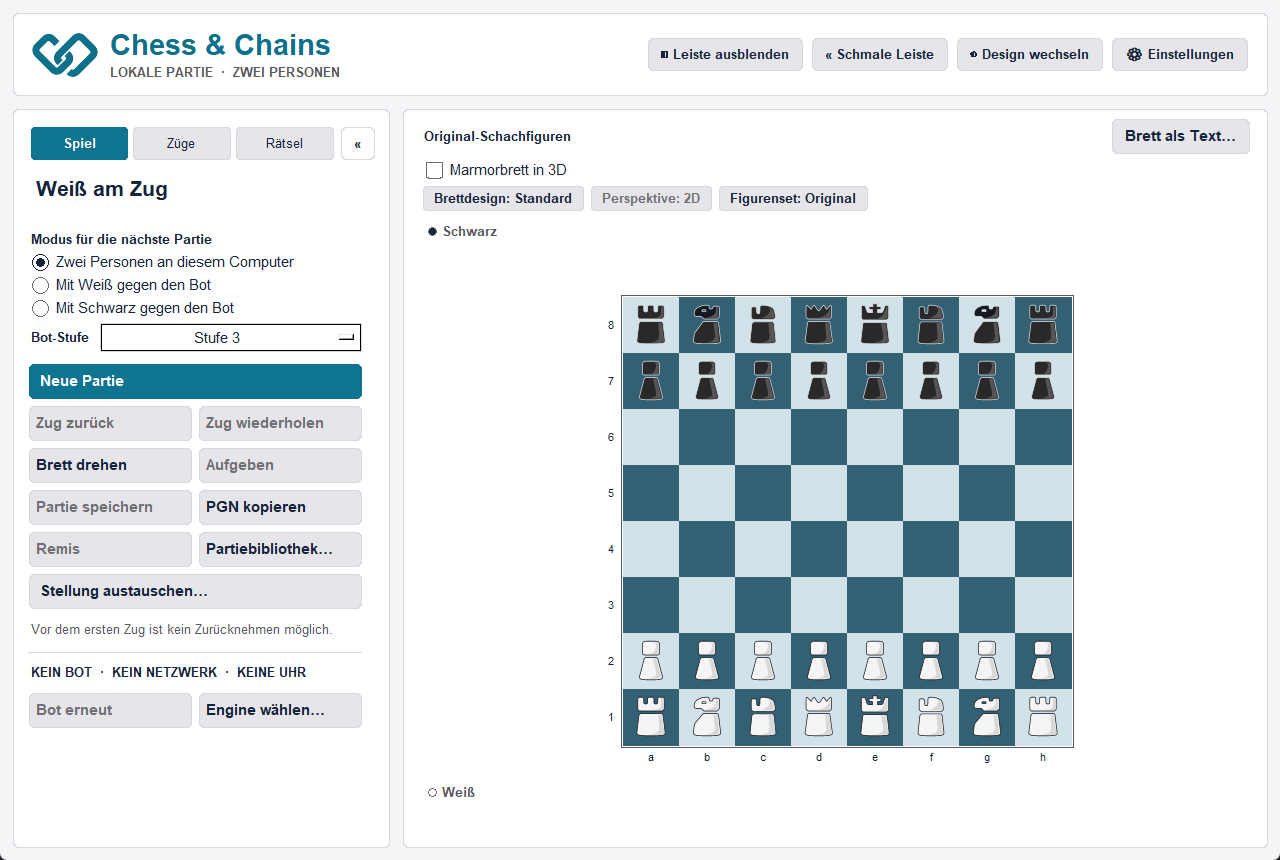 Chess & Chains
LOKALE PARTIE · ZWEI PERSONEN
Leiste ausblenden
« Schmale Leiste
Design wechseln
Einstellungen
Spiel
Züge
Rätsel
«
Weiß am Zug
Modus für die nächste Partie
Zwei Personen an diesem Computer
Mit Weiß gegen den Bot
Mit Schwarz gegen den Bot
Bot-Stufe
Stufe 3
Neue Partie
Zug zurück
Zug wiederholen
Brett drehen
Aufgeben
Partie speichern
PGN kopieren
Remis
Partiebibliothek...
Stellung austauschen...
Vor dem ersten Zug ist kein Zurücknehmen möglich.
KEIN BOT · KEIN NETZWERK · KEINE UHR
Bot erneut
Engine wählen...
Original-Schachfiguren
Brett als Text...
Marmorbrett in 3D
Brettdesign: Standard
Perspektive: 2D
Figurenset: Original
Schwarz
8
7
6
5
4
3
2
1
a b c d e f g h
Weiß